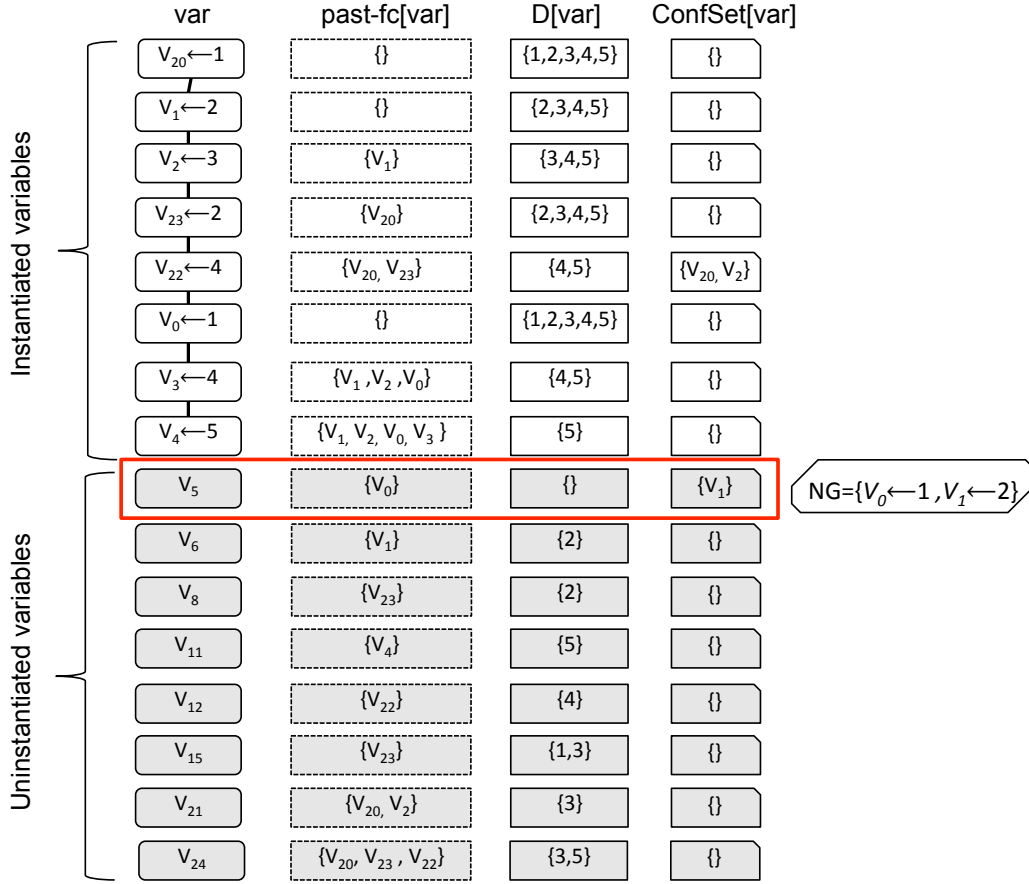 var past-fc[var] D[var] ConfSet[var]
Instantiated variables
V₂₀←1 {} {1,2,3,4,5} {}
V₁←2 {} {2,3,4,5} {}
V₂←3 {V₁} {3,4,5} {}
V₂₃←2 {V₂₀} {2,3,4,5} {}
V₂₂←4 {V₂₀, V₂₃} {4,5} {V₂₀, V₂}
V₀←1 {} {1,2,3,4,5} {}
V₃←4 {V₁ ,V₂ ,V₀} {4,5} {}
V₄←5 {V₁, V₂, V₀, V₃ } {5} {}
Uninstantiated variables
V₅ {V₀} {} {V₁} NG={V₀←1 ,V₁←2}
V₆ {V₁} {2} {}
V₈ {V₂₃} {2} {}
V₁₁ {V₄} {5} {}
V₁₂ {V₂₂} {4} {}
V₁₅ {V₂₃} {1,3} {}
V₂₁ {V₂₀, V₂} {3} {}
V₂₄ {V₂₀, V₂₃ , V₂₂} {3,5} {}